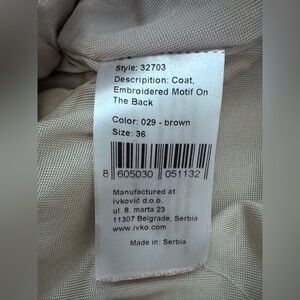 Style: 32703
Descripition: Coat,
Embroidered Motif On
The Back
Color: 029 - brown
Size: 36
8 605030 051132
Manufactured at:
Ivković d.o.o.
ul 8. marta 23
11307 Belgrade, Serbia
www.ivko.com
Made in: Serbia